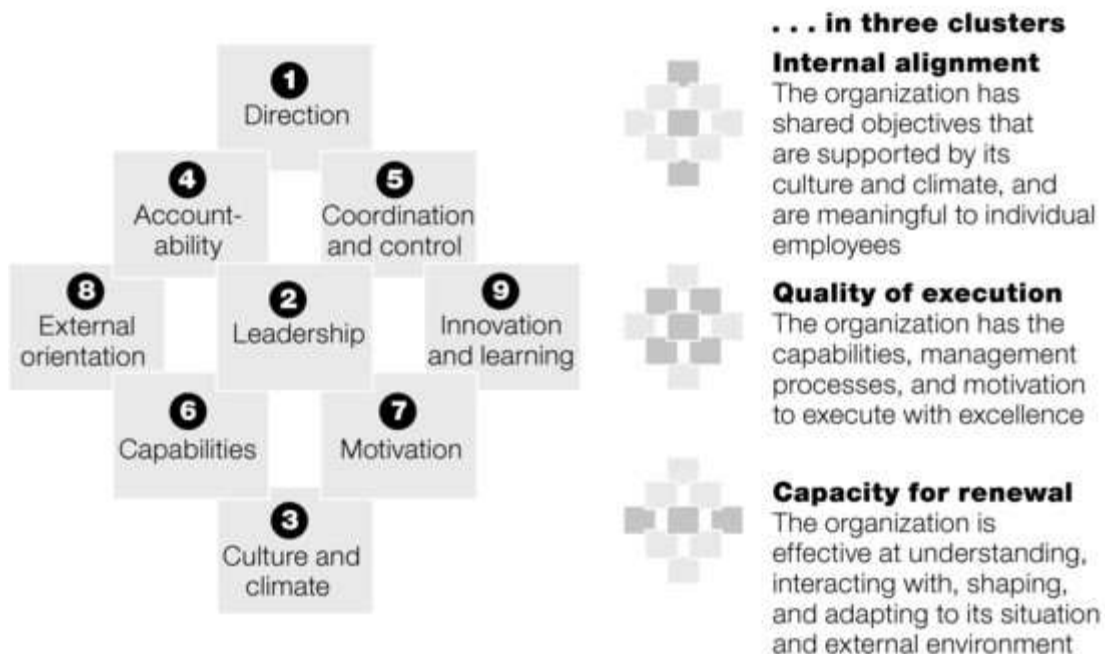 1
Direction
4
Account-
ability
5
Coordination
and control
8
External
orientation
2
Leadership
9
Innovation
and learning
6
Capabilities
7
Motivation
3
Culture and
climate
. . . in three clusters
Internal alignment
The organization has
shared objectives that
are supported by its
culture and climate, and
are meaningful to individual
employees
Quality of execution
The organization has the
capabilities, management
processes, and motivation
to execute with excellence
Capacity for renewal
The organization is
effective at understanding,
interacting with, shaping,
and adapting to its situation
and external environment